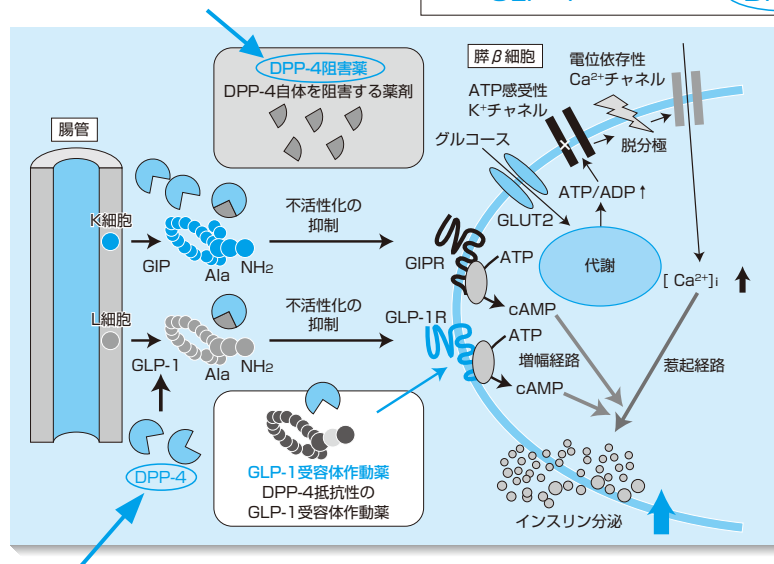 DPP-4阻害薬
DPP-4自体を阻害する薬剤
腸管
K細胞
GIP
Ala
NH₂
不活性化の
抑制
L細胞
GLP-1
Ala
NH₂
不活性化の
抑制
DPP-4
GLP-1受容体作動薬
DPP-4抵抗性の
GLP-1受容体作動薬
膵β細胞
電位依存性
Ca²⁺チャネル
ATP感受性
K⁺チャネル
グルコース
脱分極
GLUT2
ATP/ADP↑
代謝
GIPR
ATP
cAMP
[Ca²⁺]i
GLP-1R
ATP
cAMP
増幅経路
惹起経路
インスリン分泌